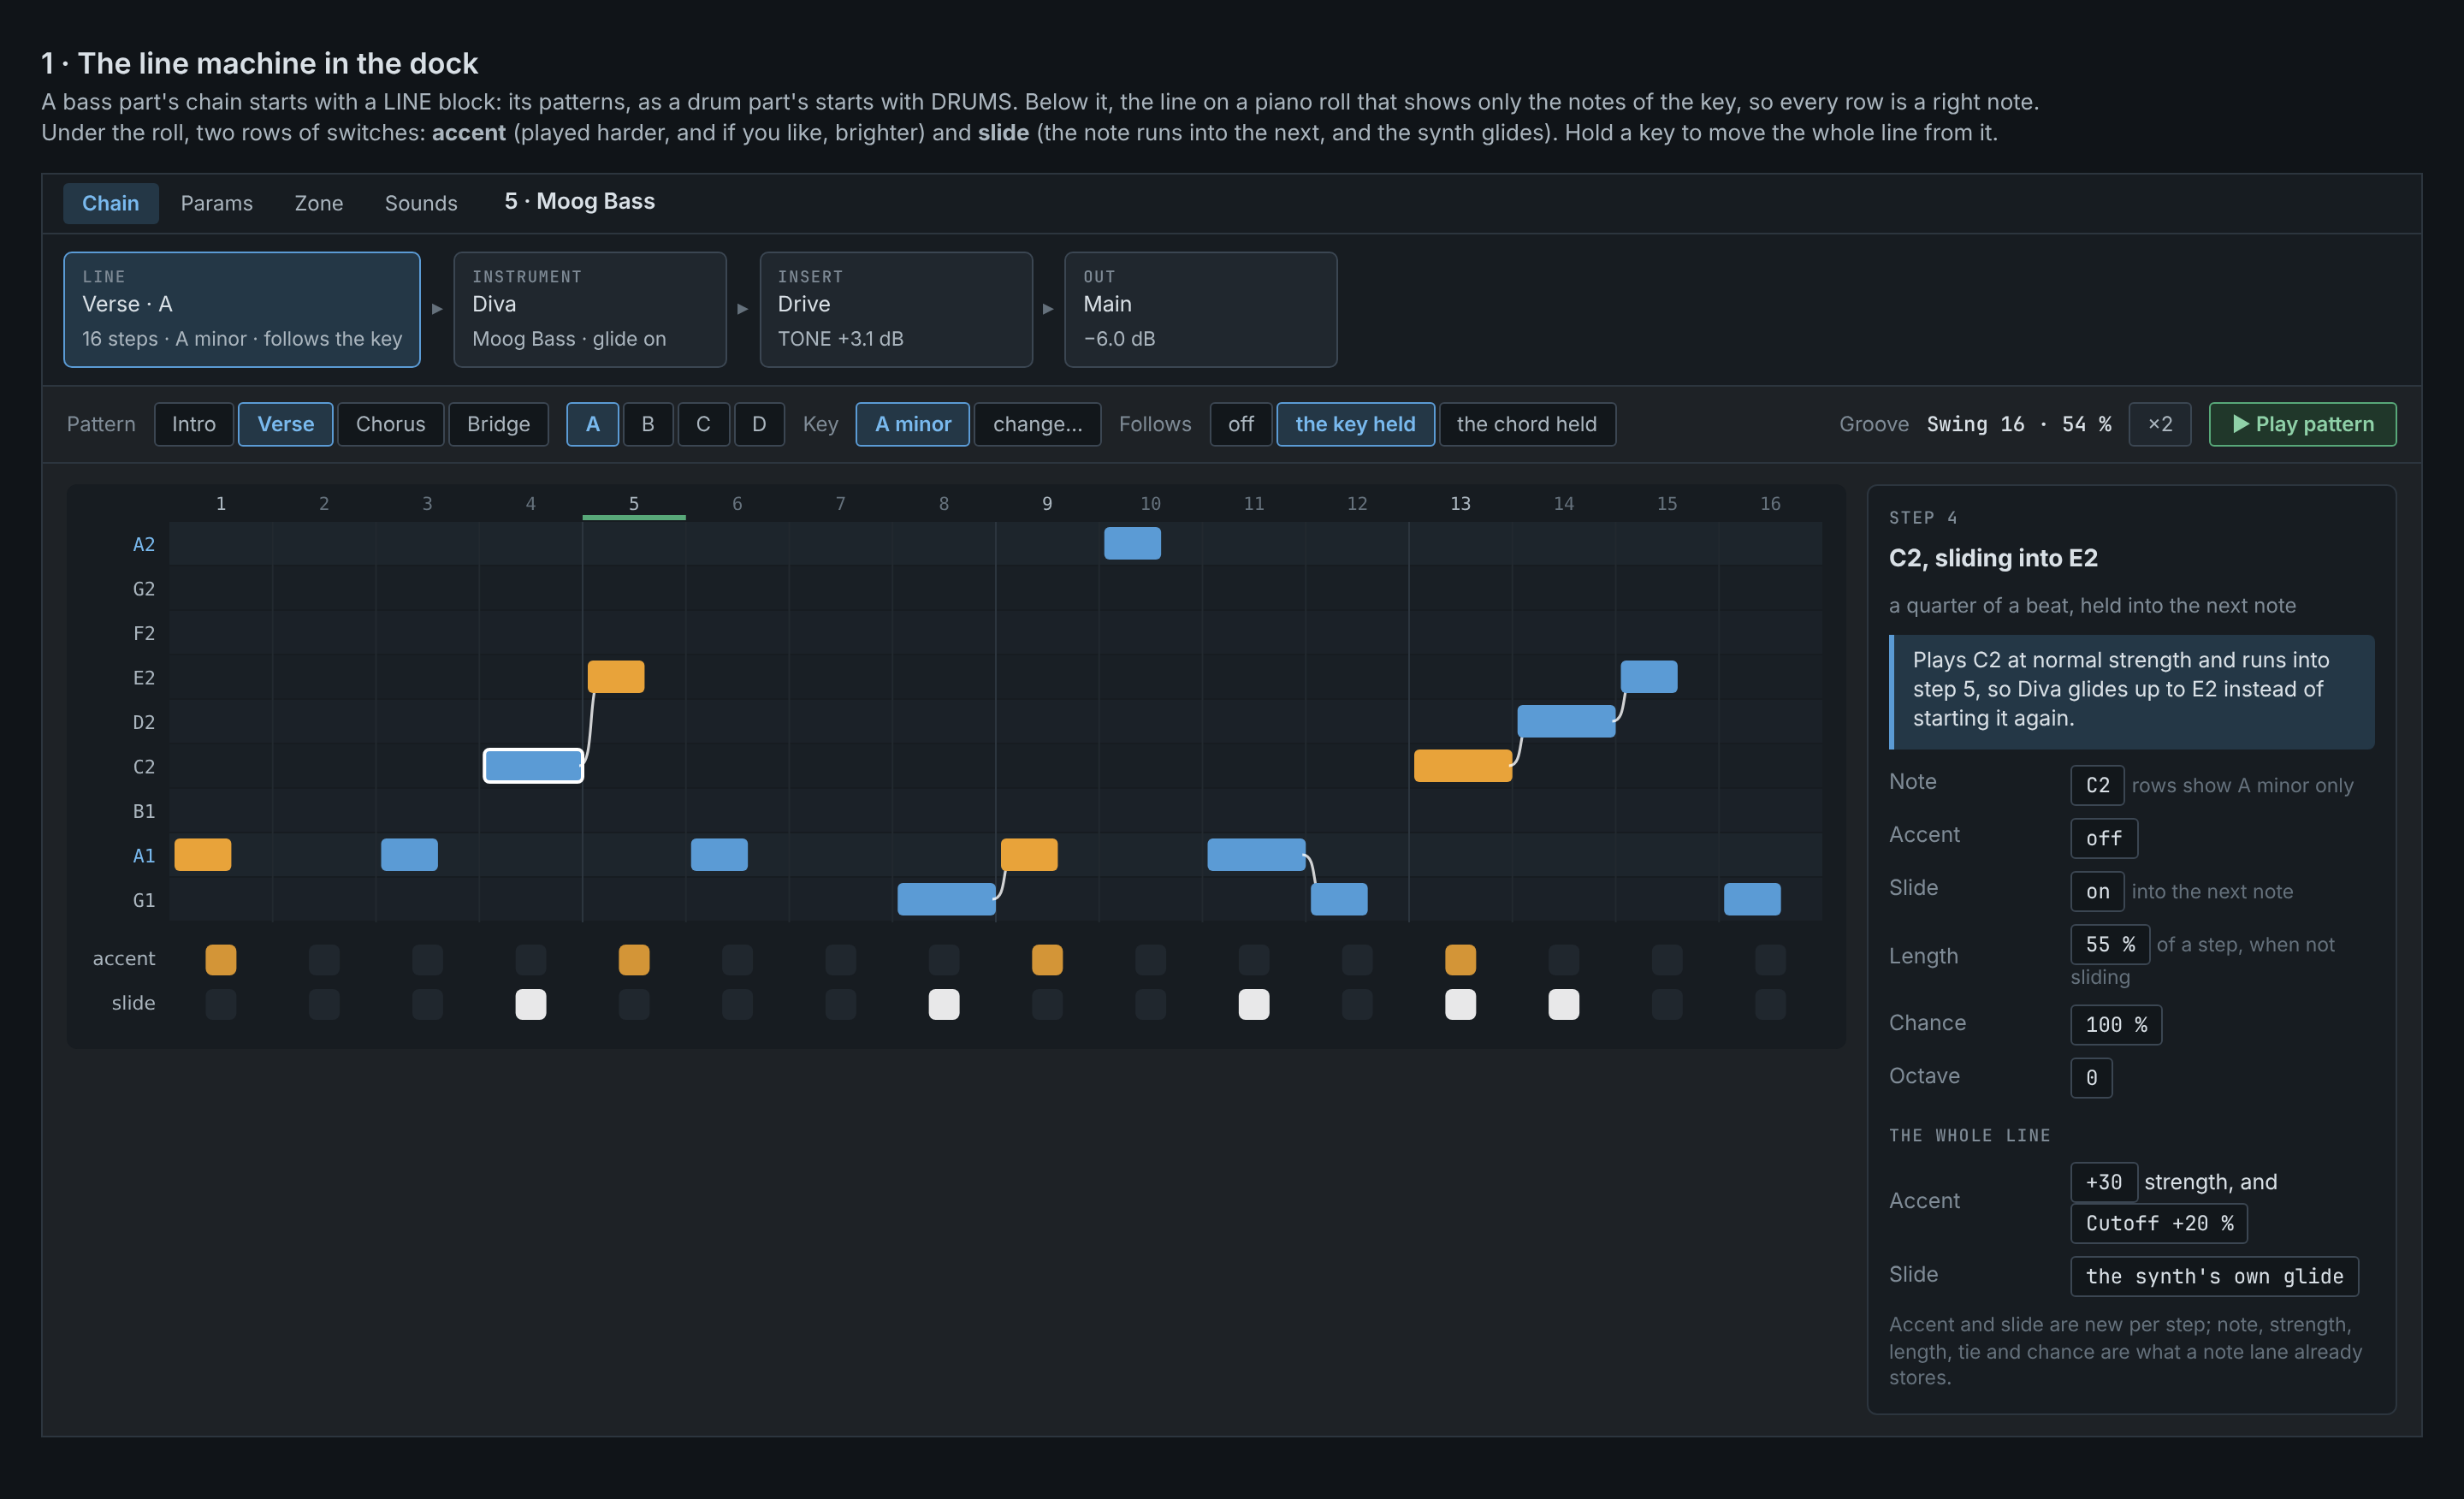 1 · The line machine in the dock
A bass part's chain starts with a LINE block: its patterns, as a drum part's starts with DRUMS. Below it, the line on a piano roll that shows only the notes of the key, so every row is a right note.
Under the roll, two rows of switches: accent (played harder, and if you like, brighter) and slide (the note runs into the next, and the synth glides). Hold a key to move the whole line from it.
Chain Params Zone Sounds 5 · Moog Bass
LINE
Verse · A
16 steps · A minor · follows the key
INSTRUMENT
Diva
Moog Bass · glide on
INSERT
Drive
TONE +3.1 dB
OUT
Main
−6.0 dB
Pattern Intro Verse Chorus Bridge A B C D Key A minor change... Follows off the key held the chord held Groove Swing 16 · 54 % ×2 ▶ Play pattern
1 2 3 4 5 6 7 8 9 10 11 12 13 14 15 16
A2
G2
F2
E2
D2
C2
B1
A1
G1
accent
slide
STEP 4
C2, sliding into E2
a quarter of a beat, held into the next note
Plays C2 at normal strength and runs into
step 5, so Diva glides up to E2 instead of
starting it again.
Note C2 rows show A minor only
Accent off
Slide on into the next note
Length 55 % of a step, when not
sliding
Chance 100 %
Octave 0
THE WHOLE LINE
Accent +30 strength, and
Cutoff +20 %
Slide the synth's own glide
Accent and slide are new per step; note, strength,
length, tie and chance are what a note lane already
stores.